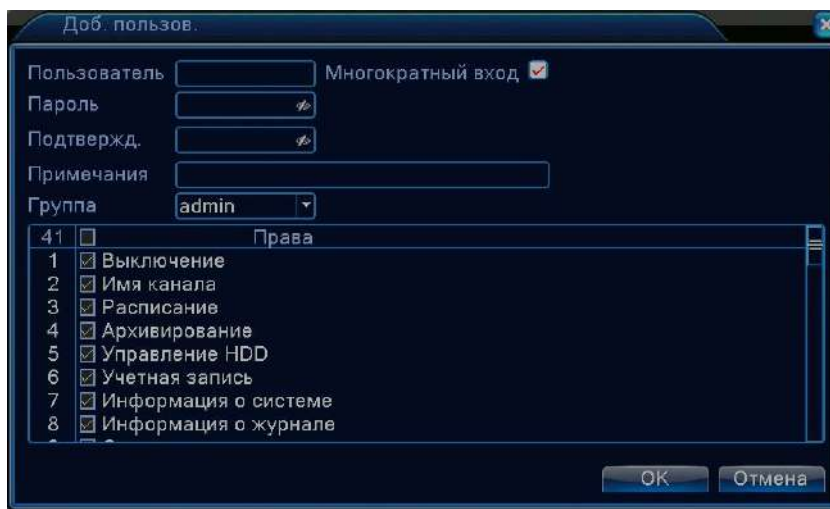 Доб. пользов.
Пользователь Многократный вход
Пароль
Подтвержд.
Примечания
Группа admin
41 Права
1 Выключение
2 Имя канала
3 Расписание
4 Архивирование
5 Управление HDD
6 Учетная запись
7 Информация о системе
8 Информация о журнале
OK Отмена